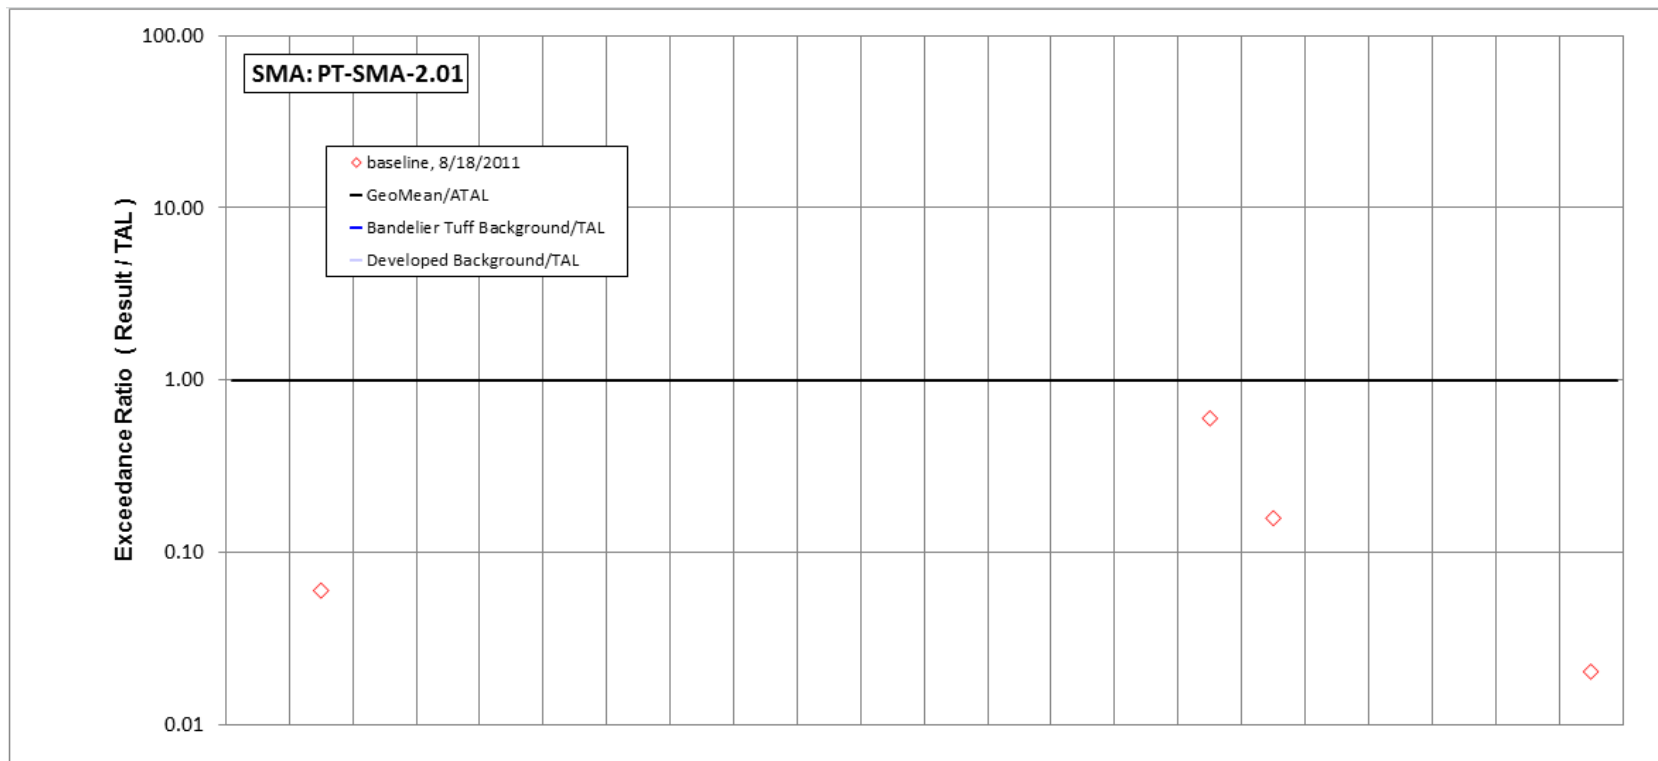 100.00
SMA: PT-SMA-2.01
baseline, 8/18/2011
GeoMean/ATAL
10.00
Bandelier Tuff Background/TAL
Developed Background/TAL
Exceedance Ratio ( Result / TAL )
1.00
0.10
0.01